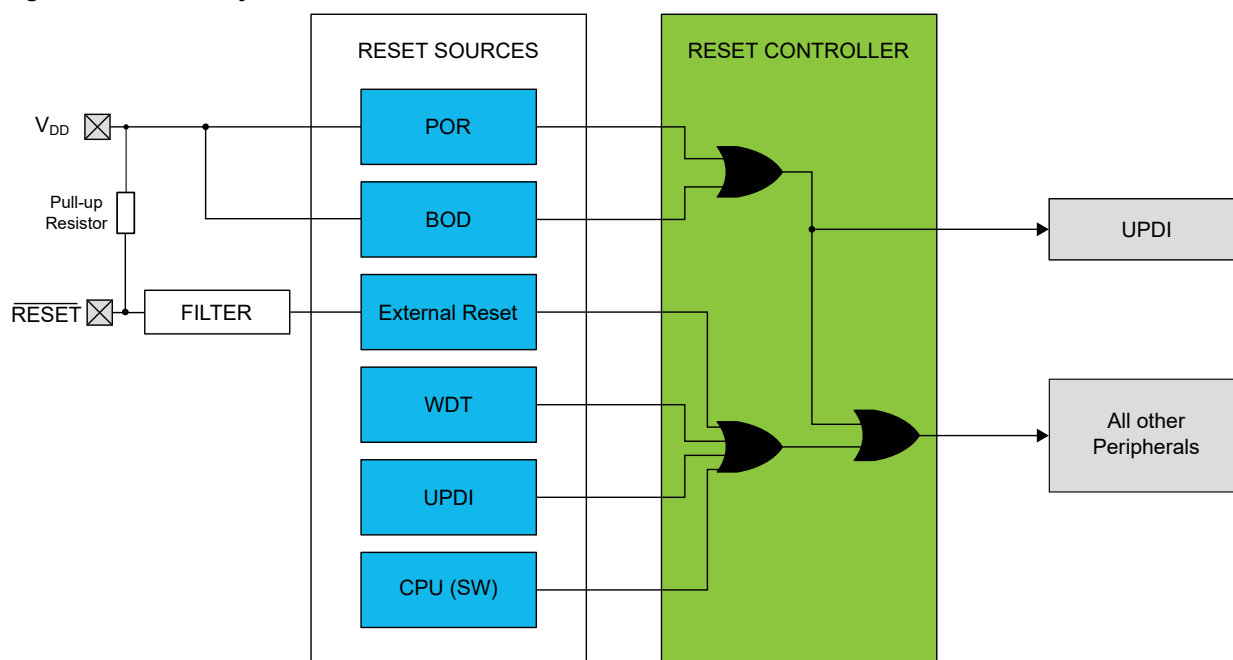 RESET SOURCES
RESET CONTROLLER
VDD
POR
Pull-up
Resistor
BOD
UPDI
RESET
FILTER
External Reset
WDT
All other
Peripherals
UPDI
CPU (SW)